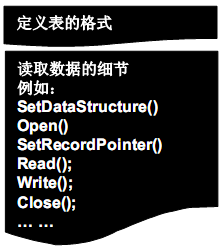 定义表的格式
读取数据的细节
例如：
SetDataStructure()
Open()
SetRecordPointer()
Read();
Write();
Close();
... ...